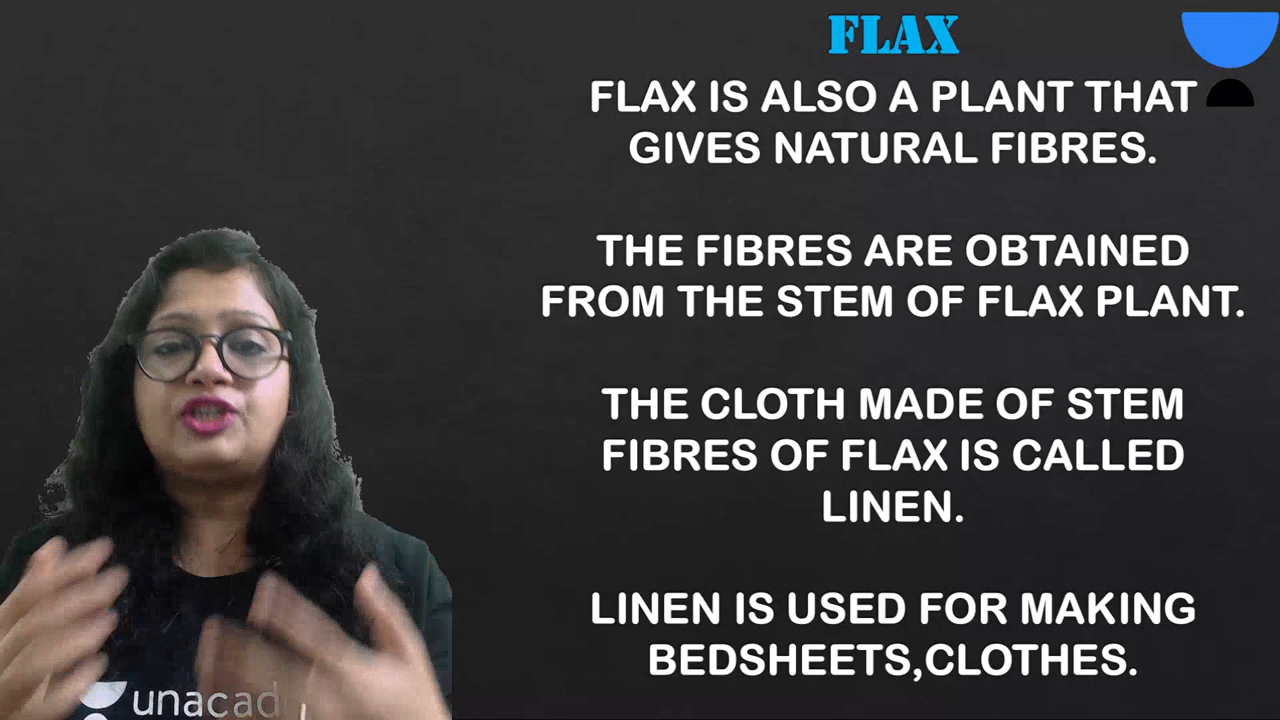 FLAX
FLAX IS ALSO A PLANT THAT
GIVES NATURAL FIBRES.
THE FIBRES ARE OBTAINED
FROM THE STEM OF FLAX PLANT.
THE CLOTH MADE OF STEM
FIBRES OF FLAX IS CALLED
LINEN.
LINEN IS USED FOR MAKING
BEDSHEETS,CLOTHES.
unacad